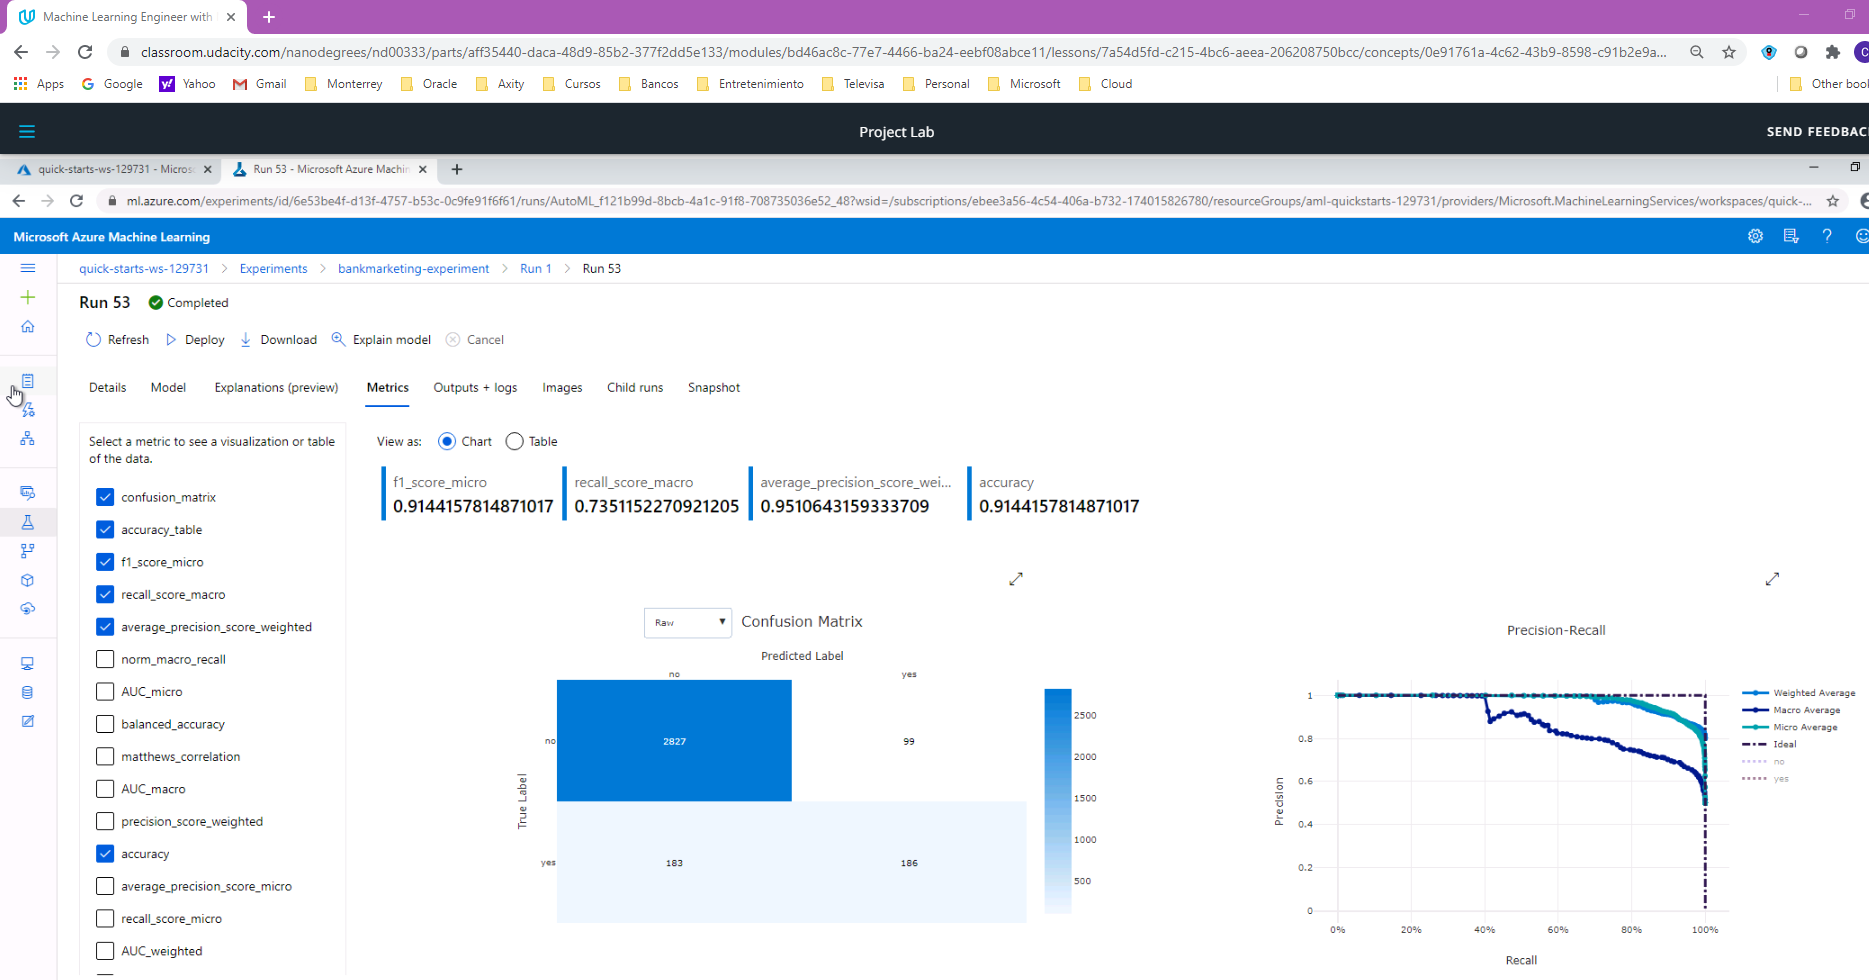 Machine Learning Engineer with
classroom.udacity.com/nanodegrees/nd00333/parts/aff35440-daca-48d9-85b2-377f2dd5e133/modules/bd46ac8c-77e7-4466-ba24-eebf08abce11/lessons/7a54d5fd-c215-4bc6-aeea-206208750bcc/concepts/0e91761a-4c62-43b9-8598-c91b2e9a...
Apps Google Yahoo Gmail Monterrey Oracle Axity Cursos Bancos Entretenimiento Televisa Personal Microsoft Cloud Other book
Project Lab
SEND FEEDBAC
quick-starts-ws-129731 - Micros
Run 53 - Microsoft Azure Machin
ml.azure.com/experiments/id/6e53be4f-d13f-4757-b53c-0c9fe91f6f61/runs/AutoML_f121b99d-8bcb-4a1c-91f8-708735036e52_48?wsid=/subscriptions/ebee3a56-4c54-406a-b732-174015826780/resourceGroups/aml-quickstarts-129731/providers/Microsoft.MachineLearningServices/workspaces/quick-...
Microsoft Azure Machine Learning
quick-starts-ws-129731 > Experiments > bankmarketing-experiment > Run 1 > Run 53
Run 53 Completed
Refresh Deploy Download Explain model Cancel
Details Model Explanations (preview) Metrics Outputs + logs Images Child runs Snapshot
Select a metric to see a visualization or table
of the data.
confusion_matrix
accuracy_table
f1_score_micro
recall_score_macro
average_precision_score_weighted
norm_macro_recall
AUC_micro
balanced_accuracy
matthews_correlation
AUC_macro
precision_score_weighted
accuracy
average_precision_score_micro
recall_score_micro
AUC_weighted
View as: Chart Table
f1_score_micro
0.9144157814871017
recall_score_macro
0.7351152270921205
average_precision_score_wei...
0.9510643159333709
accuracy
0.9144157814871017
Raw
Confusion Matrix
Predicted Label
no yes
True Label
no 2827 99
yes 183 186
2500
2000
1500
1000
500
Precision-Recall
Precision
1
0.8
0.6
0.4
0.2
0
0% 20% 40% 60% 80% 100%
Recall
Weighted Average
Macro Average
Micro Average
Ideal
no
yes